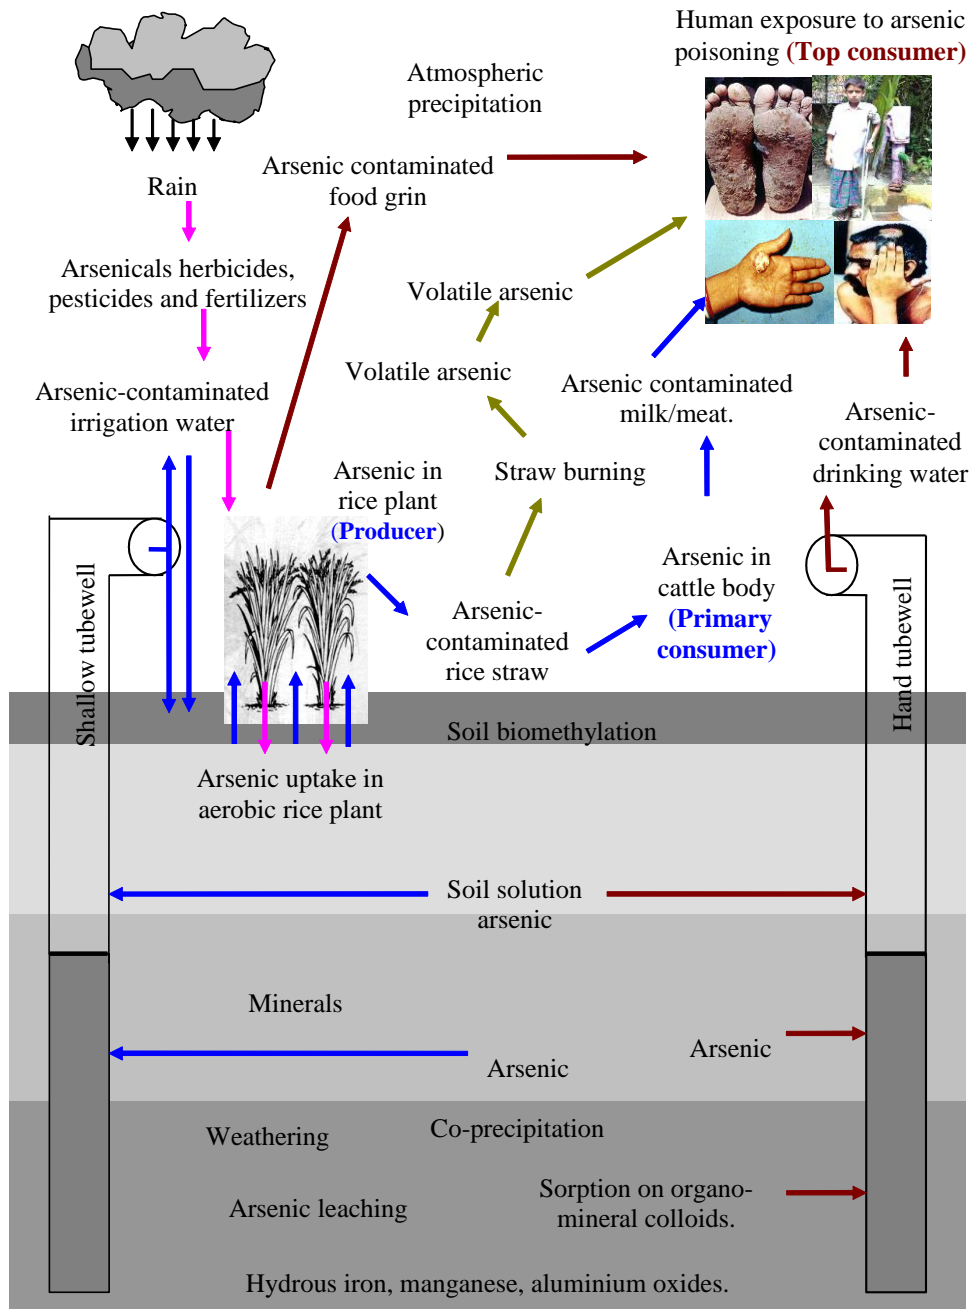 Human exposure to arsenic
poisoning (Top consumer)
Atmospheric
precipitation
Arsenic contaminated
food grin
Rain
Arsenicals herbicides,
pesticides and fertilizers
Volatile arsenic
Volatile arsenic
Arsenic-contaminated
irrigation water
Arsenic contaminated
milk/meat.
Arsenic-
contaminated
drinking water
Arsenic in
rice plant
(Producer)
Straw burning
Arsenic in
cattle body
(Primary
consumer)
Arsenic-
contaminated
rice straw
Shallow tubewell
Hand tubewell
Soil biomethylation
Arsenic uptake in
aerobic rice plant
Soil solution
arsenic
Minerals
Arsenic
Arsenic
Weathering
Co-precipitation
Arsenic leaching
Sorption on organo-
mineral colloids.
Hydrous iron, manganese, aluminium oxides.